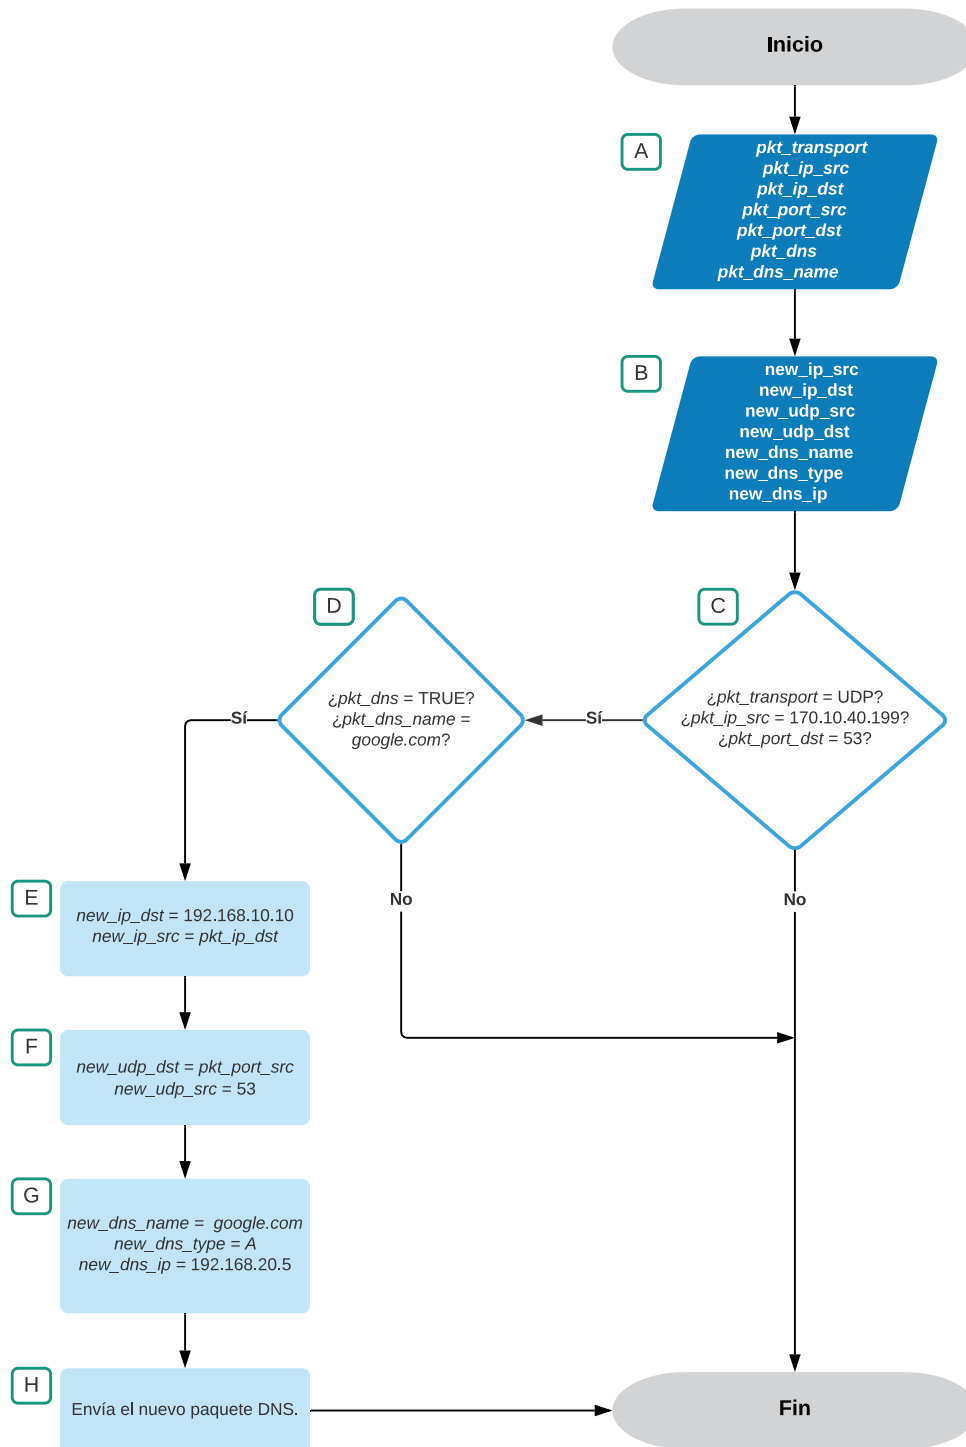 Inicio
A
pkt_transport
pkt_ip_src
pkt_ip_dst
pkt_port_src
pkt_port_dst
pkt_dns
pkt_dns_name
B
new_ip_src
new_ip_dst
new_udp_src
new_udp_dst
new_dns_name
new_dns_type
new_dns_ip
C
¿pkt_transport = UDP?
¿pkt_ip_src = 170.10.40.199?
¿pkt_port_dst = 53?
Sí
No
D
¿pkt_dns = TRUE?
¿pkt_dns_name =
google.com?
Sí
No
E
new_ip_dst = 192.168.10.10
new_ip_src = pkt_ip_dst
F
new_udp_dst = pkt_port_src
new_udp_src = 53
G
new_dns_name = google.com
new_dns_type = A
new_dns_ip = 192.168.20.5
H
Envía el nuevo paquete DNS.
Fin